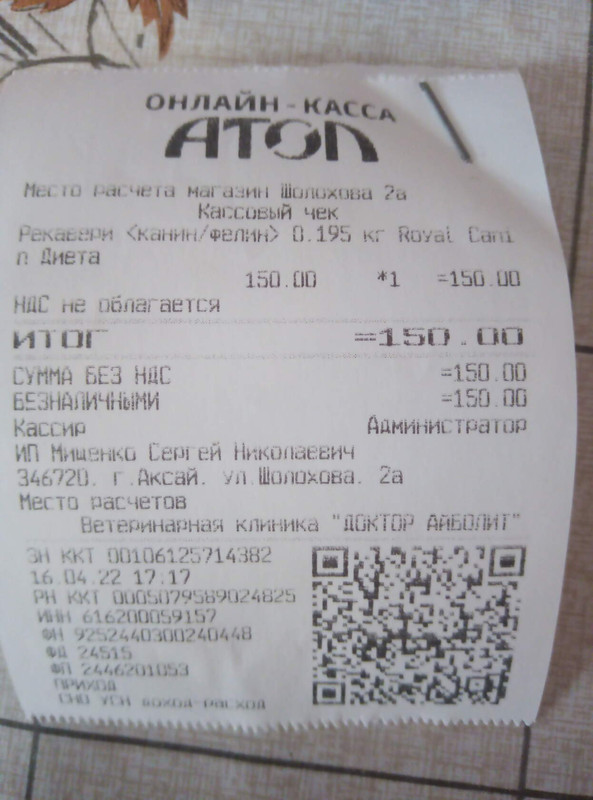 ОНЛАЙН-КАССА
АТОЛ
Место расчета магазин Шолохова 2а
Кассовый чек
Рекавери <канин/фелин> 0.195 кг Royal Cani
n Диета
150.00 *1 =150.00
НДС не облагается
ИТОГ =150.00
СУММА БЕЗ НДС =150.00
БЕЗНАЛИЧНЫМИ =150.00
Кассир Администратор
ИП Мищенко Сергей Николаевич
346720. г.Аксай. ул.Шолохова. 2а
Место расчетов
Ветеринарная клиника "ДОКТОР АЙБОЛИТ"
ЗН ККТ 00106125714382
16.04.22 17.17
РН ККТ 0005079589024825
ИНН 616200059157
ФН 9252440300240448
ФД 24515
ФП 2446201053
ПРИХОД
СНО УСН доход-расход